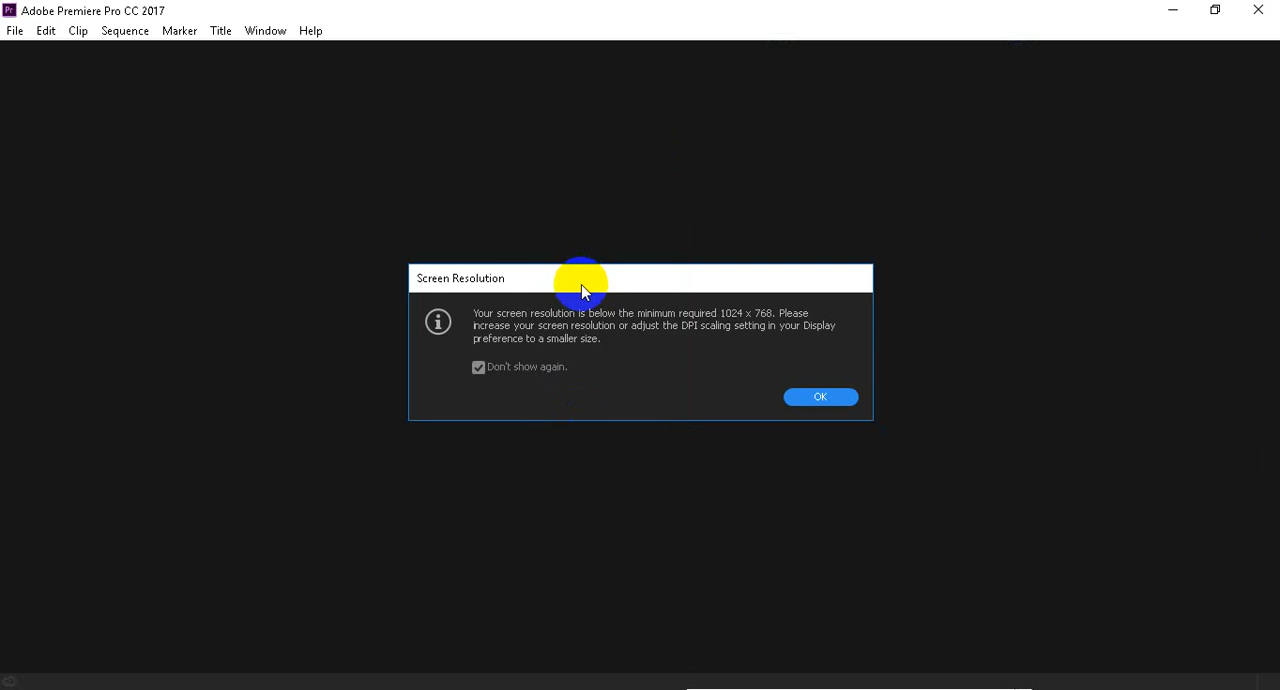 Pr Adobe Premiere Pro CC 2017
File Edit Clip Sequence Marker Title Window Help
Screen Resolution
Your screen resolution is below the minimum required 1024 x 768. Please
increase your screen resolution or adjust the DPI scaling setting in your Display
preference to a smaller size.
Don't show again.
OK